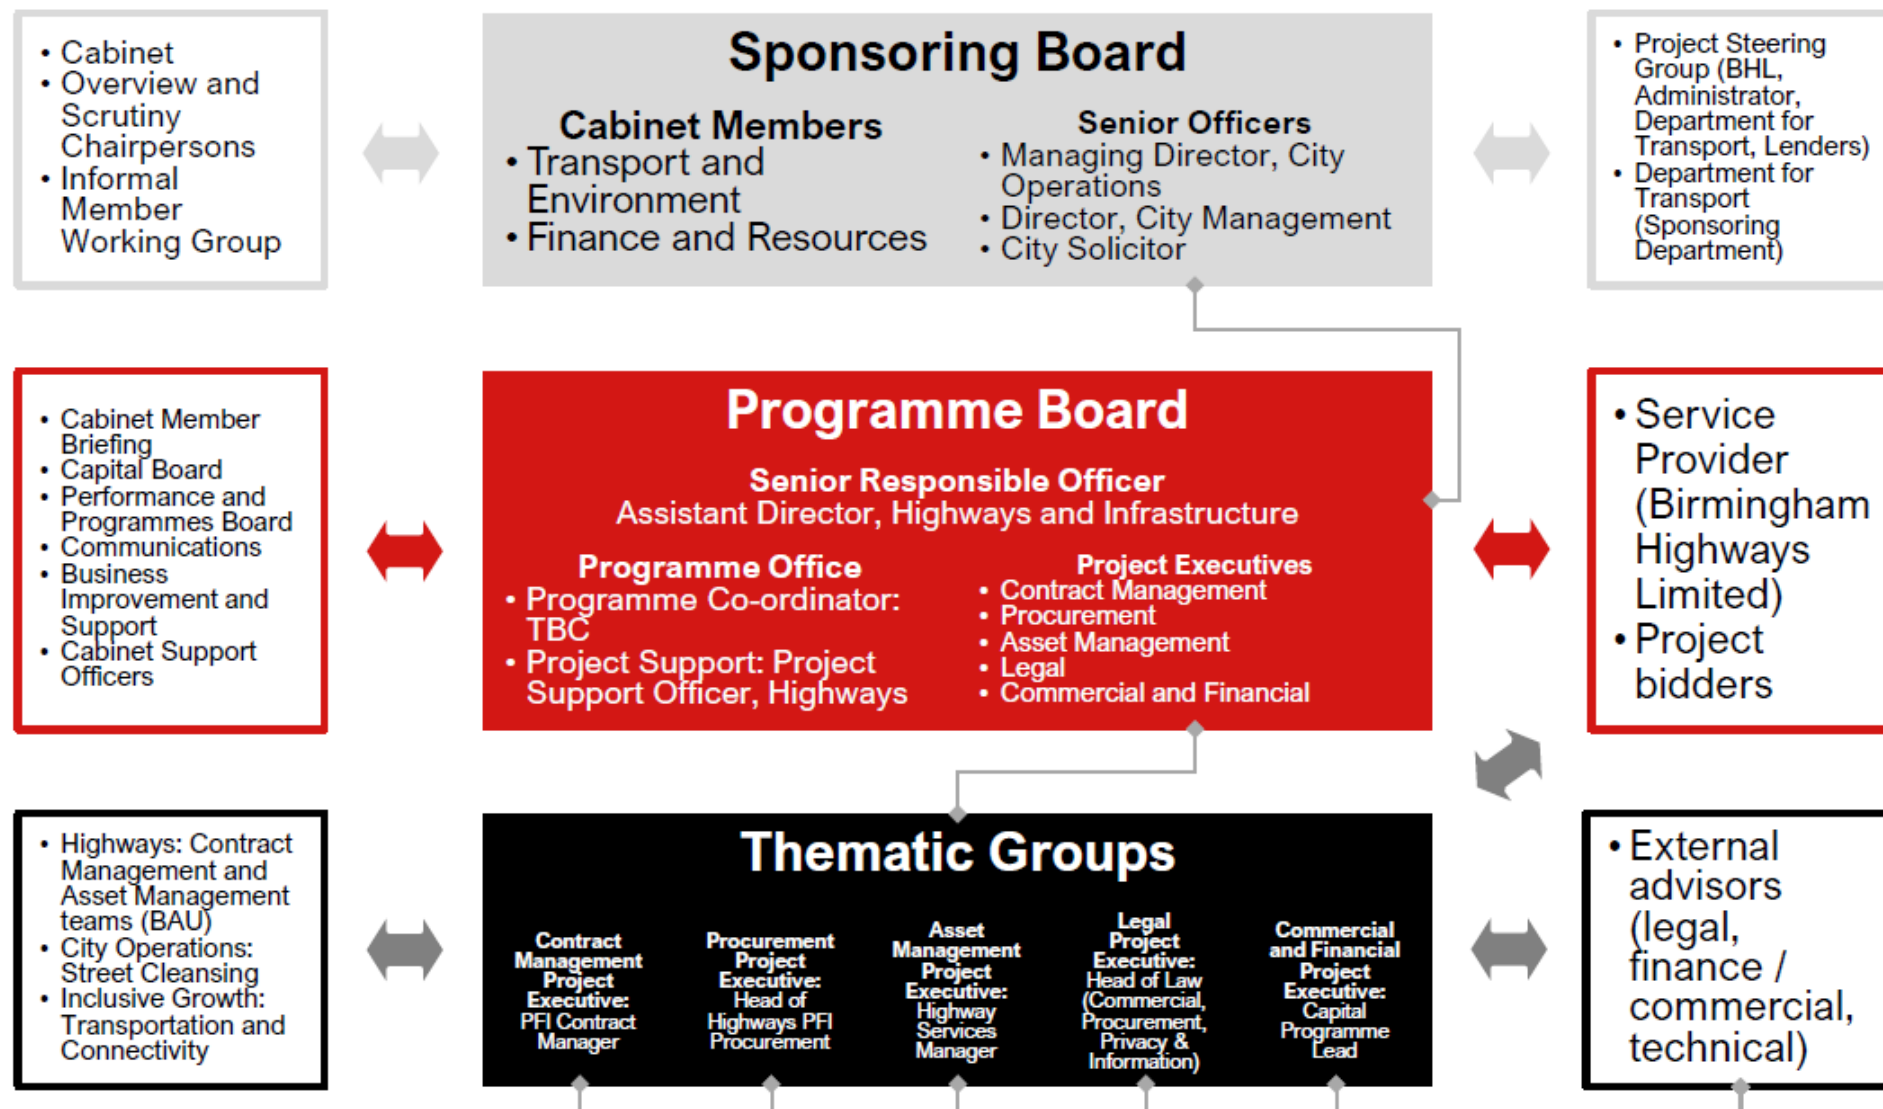 • Cabinet
• Overview and
Scrutiny
Chairpersons
• Informal
Member
Working Group
Sponsoring Board
Cabinet Members
• Transport and
Environment
• Finance and Resources
Senior Officers
• Managing Director, City
Operations
• Director, City Management
• City Solicitor
• Project Steering
Group (BHL,
Administrator,
Department for
Transport, Lenders)
• Department for
Transport
(Sponsoring
Department)
• Cabinet Member
Briefing
• Capital Board
• Performance and
Programmes Board
• Communications
• Business
Improvement and
Support
• Cabinet Support
Officers
Programme Board
Senior Responsible Officer
Assistant Director, Highways and Infrastructure
Programme Office
• Programme Co-ordinator:
TBC
• Project Support: Project
Support Officer, Highways
Project Executives
• Contract Management
• Procurement
• Asset Management
• Legal
• Commercial and Financial
• Service
Provider
(Birmingham
Highways
Limited)
• Project
bidders
• Highways: Contract
Management and
Asset Management
teams (BAU)
• City Operations:
Street Cleansing
• Inclusive Growth:
Transportation and
Connectivity
Thematic Groups
Contract
Management
Project
Executive:
PFI Contract
Manager
Procurement
Project
Executive:
Head of
Highways PFI
Procurement
Asset
Management
Project
Executive:
Highway
Services
Manager
Legal
Project
Executive:
Head of Law
(Commercial,
Procurement,
Privacy &
Information)
Commercial
and Financial
Project
Executive:
Capital
Programme
Lead
• External
advisors
(legal,
finance /
commercial,
technical)